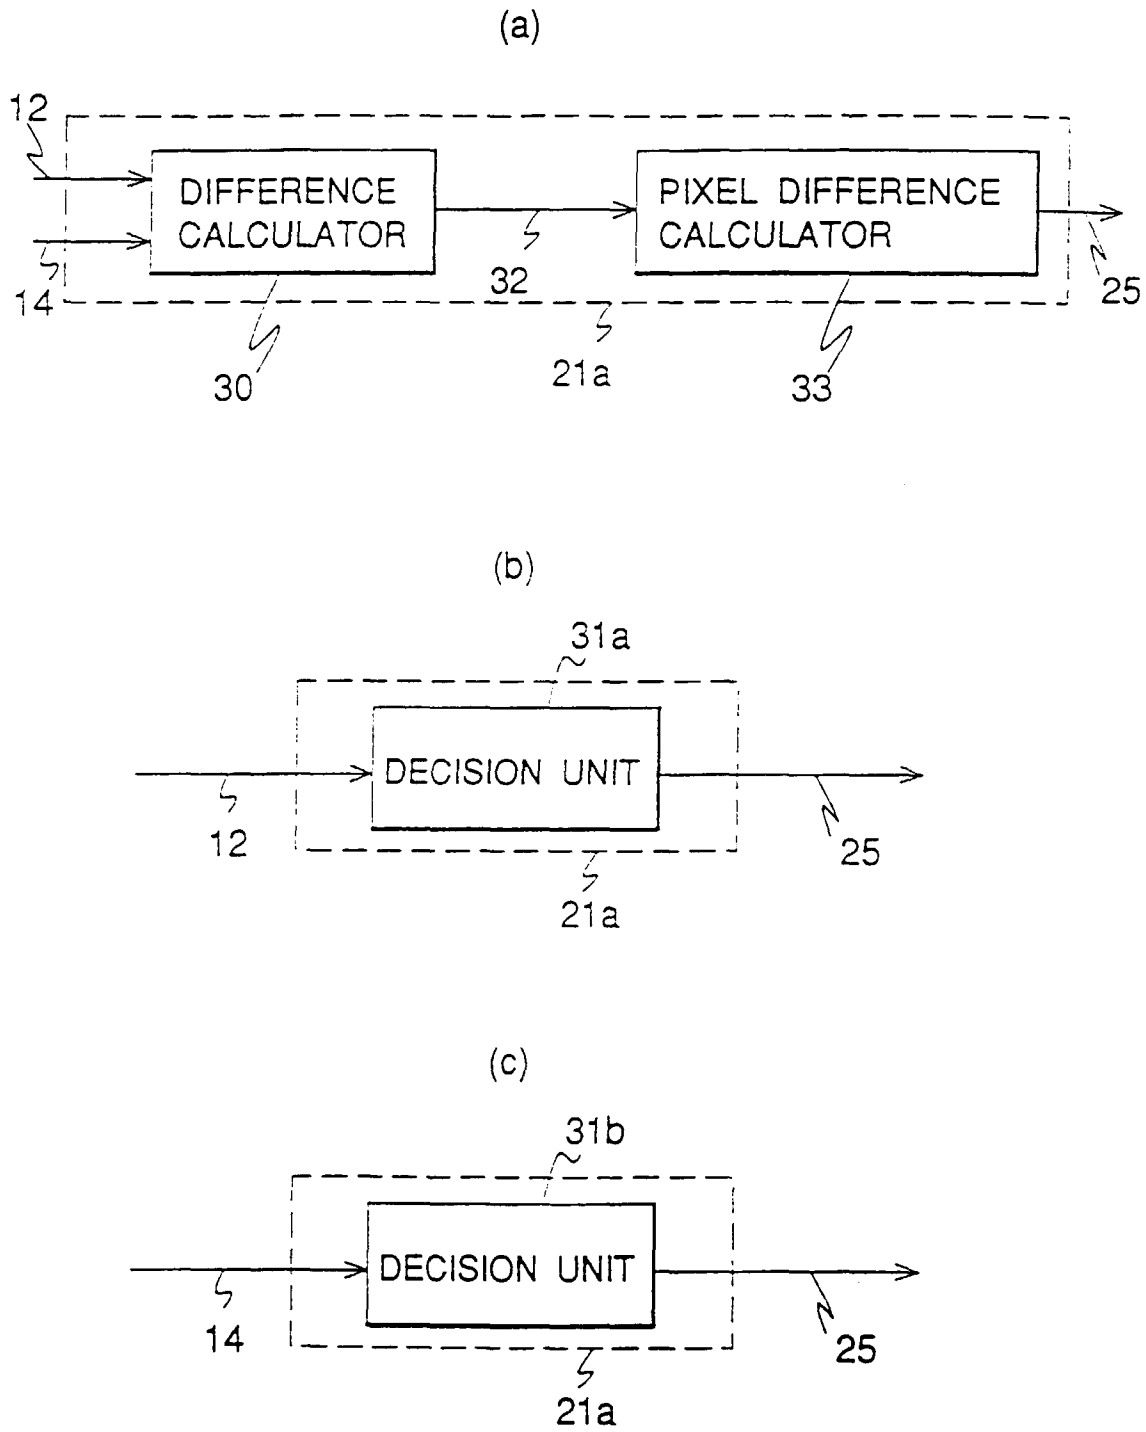 (a)
12
DIFFERENCE
CALCULATOR
PIXEL DIFFERENCE
CALCULATOR
14
32
25
30
21a
33
(b)
31a
DECISION UNIT
12
25
21a
(c)
31b
DECISION UNIT
14
25
21a